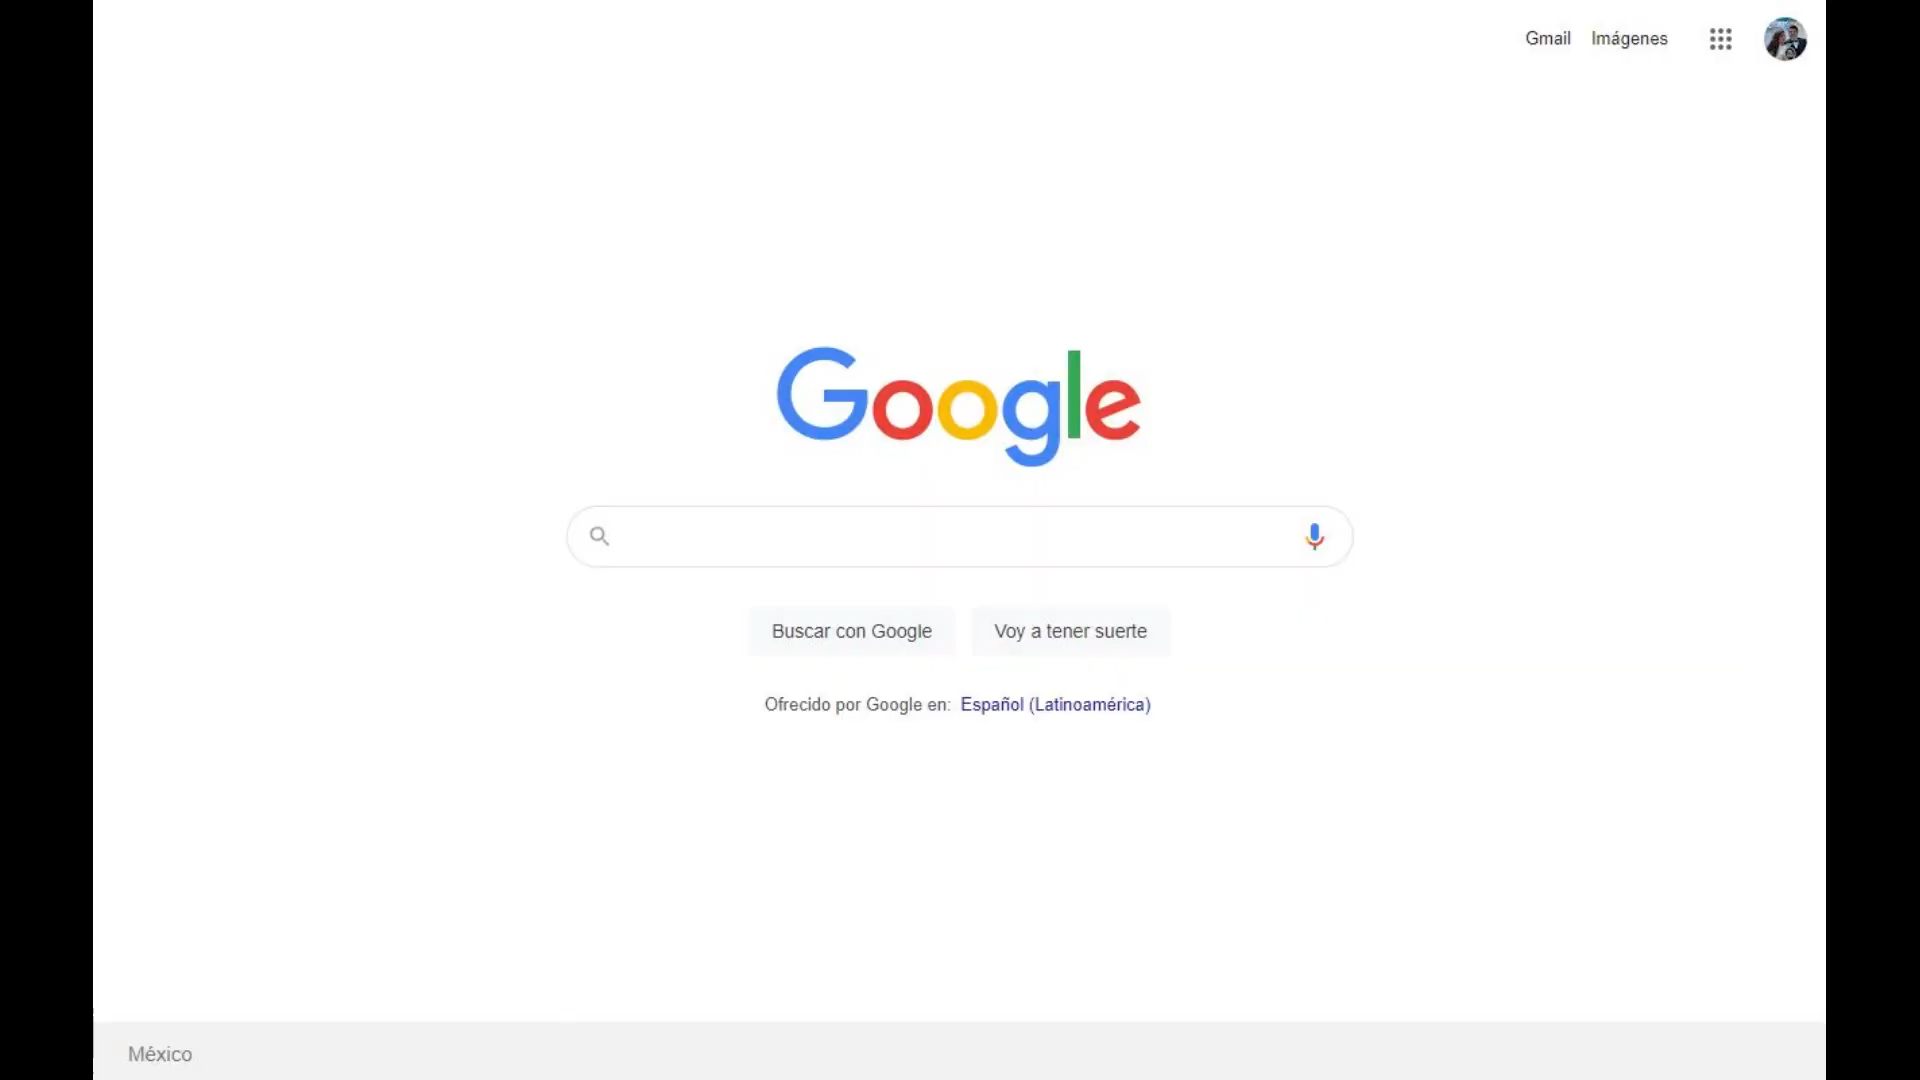 Gmail Imágenes
Google
Buscar con Google Voy a tener suerte
Ofrecido por Google en: Español (Latinoamérica)
México